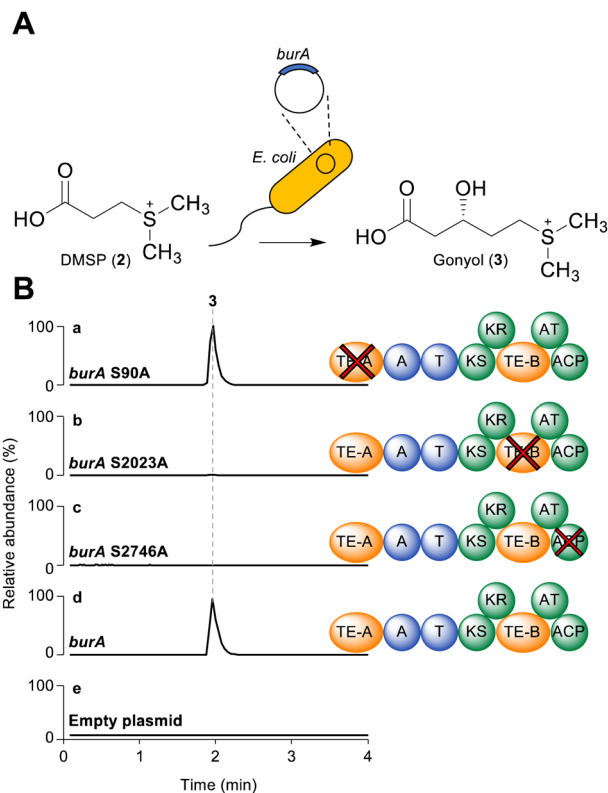 A
burA
E. coli
O
HO
S
+
CH₃
CH₃
DMSP (2)
O
OH
HO
S
+
CH₃
CH₃
Gonyol (3)
B
3
a
100
0
burA S90A
TE-A A T KS KR TE-B AT ACP
b
100
0
burA S2023A
TE-A A T KS KR TE-B AT ACP
c
100
0
burA S2746A
TE-A A T KS KR TE-B AT ACP
d
100
0
burA
TE-A A T KS KR TE-B AT ACP
e
100
0
Empty plasmid
0 1 2 3 4
Time (min)
Relative abundance (%)